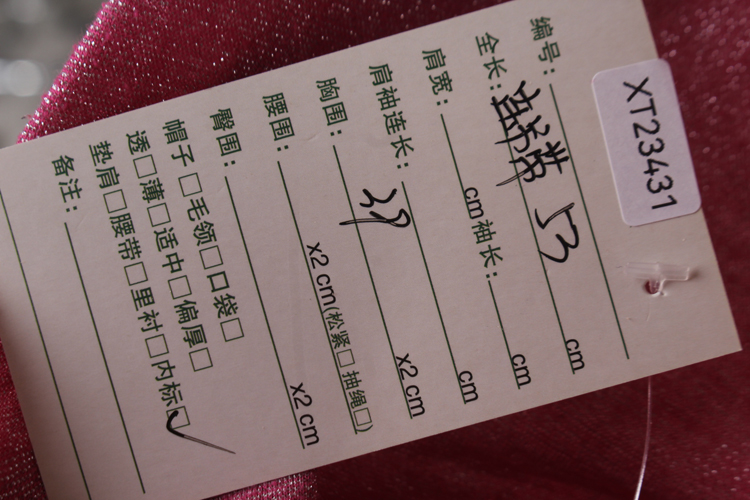 XT23431
编号:
全长: 连吊带 53 cm
肩宽: cm 袖长: cm
肩袖连长: cm
胸围: 39 x2 cm
腰围: x2 cm(松紧□ 抽绳□)
臀围: x2 cm
帽子□毛领□口袋□
透□薄□适中□偏厚□
垫肩□腰带□里衬□内标□✓
备注: